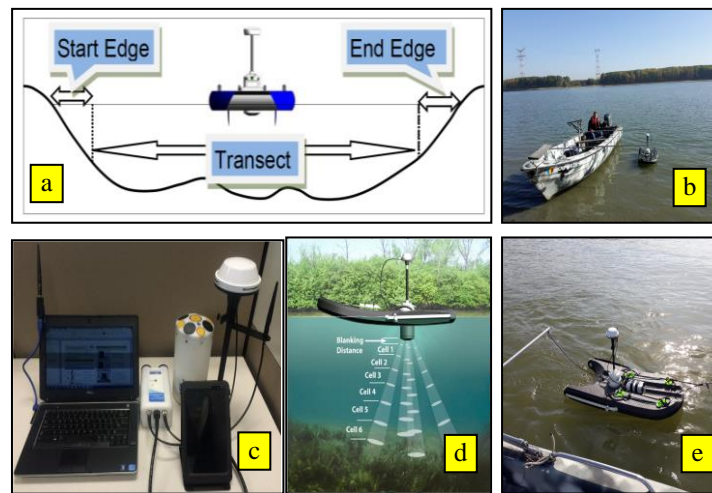 Start Edge
End Edge
Transect
a
b
c
Blanking
Distance
Cell 1
Cell 2
Cell 3
Cell 4
Cell 5
Cell 6
d
e